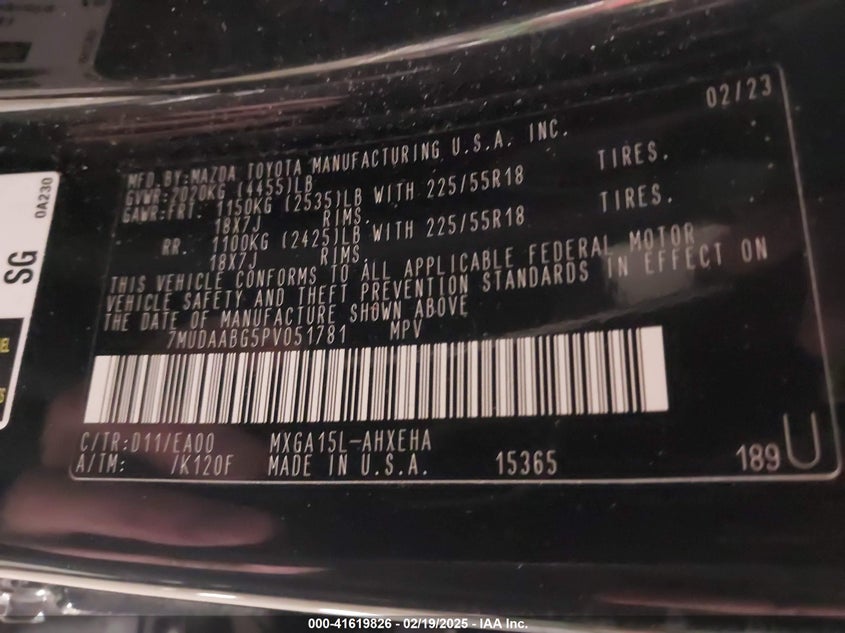 02/23
MFD.BY:MAZDA TOYOTA MANUFACTURING U.S.A. INC.
GVWR:2020KG (4455)LB
GAWR:FRT. 1150KG (2535)LB WITH 225/55R18 TIRES.
18X7J RIMS.
RR. 1100KG (2425)LB WITH 225/55R18 TIRES.
18X7J RIMS.
THIS VEHICLE CONFORMS TO ALL APPLICABLE FEDERAL MOTOR
VEHICLE SAFETY AND THEFT PREVENTION STANDARDS IN EFFECT ON
THE DATE OF MANUFACTURE SHOWN ABOVE
7MUDAABG5PV051781 MPV
C/TR:D11/EA00 MXGA15L-AHXEHA
A/TM: /K120F MADE IN U.S.A. 15365 189 U
SG
0A230
000-41619826 - 02/19/2025 - IAA Inc.